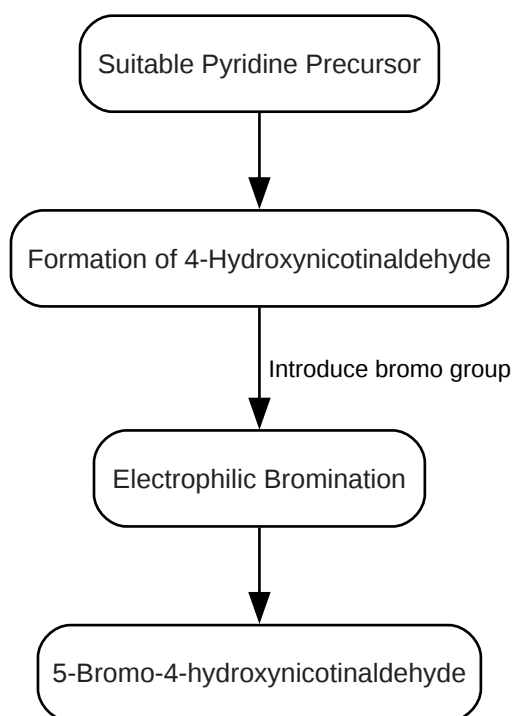 Suitable Pyridine Precursor
Formation of 4-Hydroxynicotinaldehyde
Introduce bromo group
Electrophilic Bromination
5-Bromo-4-hydroxynicotinaldehyde